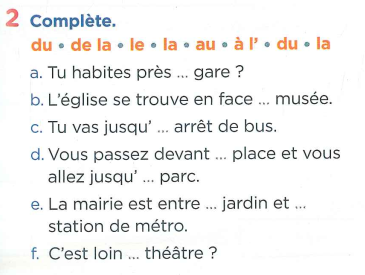 2 Complète.
du • de la • le • la • au • à l' • du • la
a. Tu habites près ... gare ?
b. L'église se trouve en face ... musée.
c. Tu vas jusqu' ... arrêt de bus.
d. Vous passez devant ... place et vous
allez jusqu' ... parc.
e. La mairie est entre ... jardin et ...
station de métro.
f. C'est loin ... théâtre ?